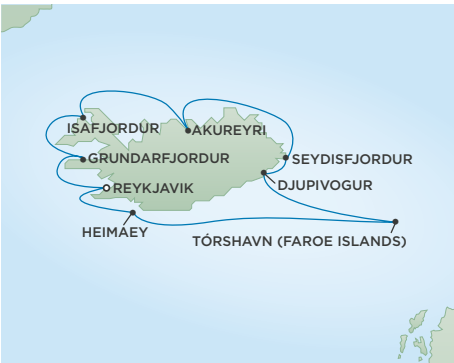 ISAFJORDUR
AKUREYRI
GRUNDARFJORDUR
SEYDISFJORDUR
REYKJAVIK
DJUPIVOGUR
HEIMAEY
TÓRSHAVN (FAROE ISLANDS)